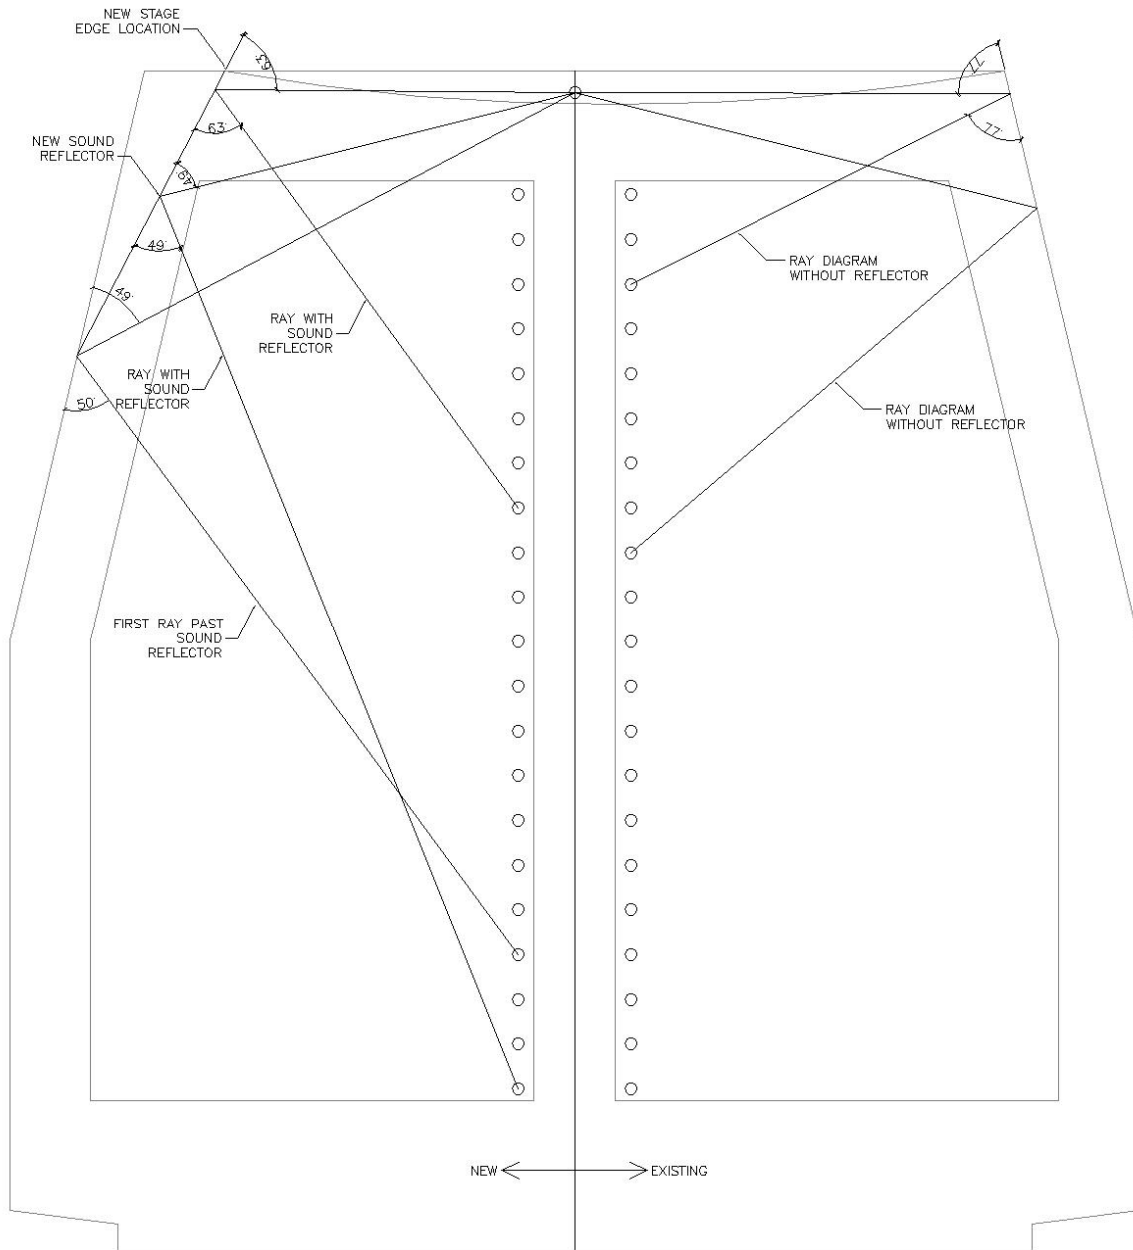 NEW STAGE
EDGE LOCATION
63°
77°
63°
77°
NEW SOUND
REFLECTOR
49°
49°
RAY DIAGRAM
WITHOUT REFLECTOR
49°
RAY WITH
SOUND
REFLECTOR
RAY WITH
SOUND
REFLECTOR
50°
RAY DIAGRAM
WITHOUT REFLECTOR
FIRST RAY PAST
SOUND
REFLECTOR
NEW
EXISTING